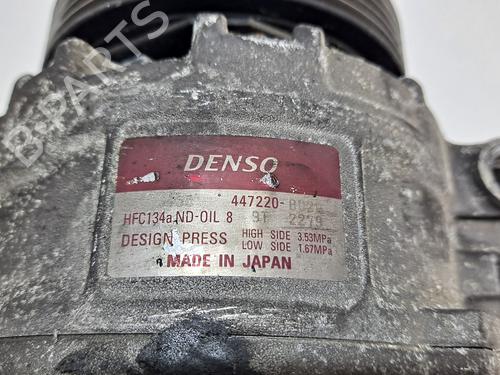 B-PARTS
DENSO
447220-
HFC134a ND-OIL 8 2279
DESIGN PRESS HIGH SIDE 3.53MPa
LOW SIDE 1.67MPa
MADE IN JAPAN